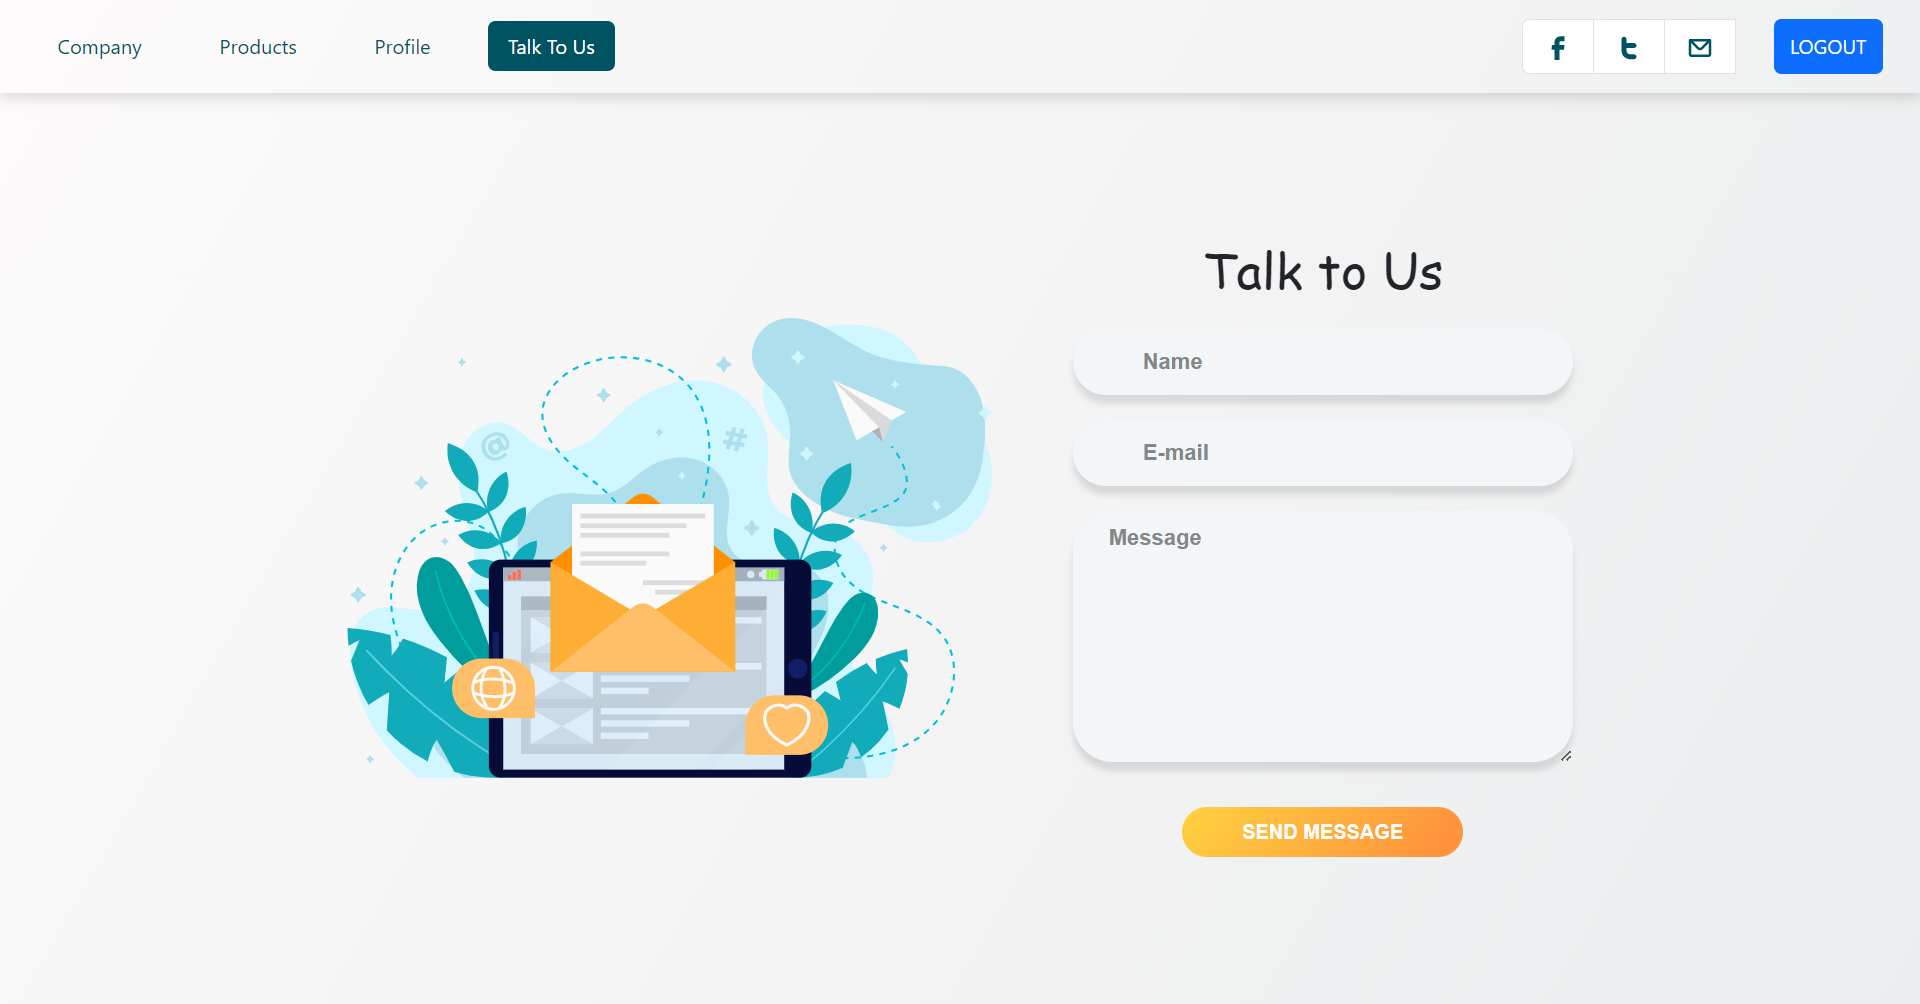 Company
Products
Profile
Talk To Us
LOGOUT
Talk to Us
Name
E-mail
Message
SEND MESSAGE
@
#